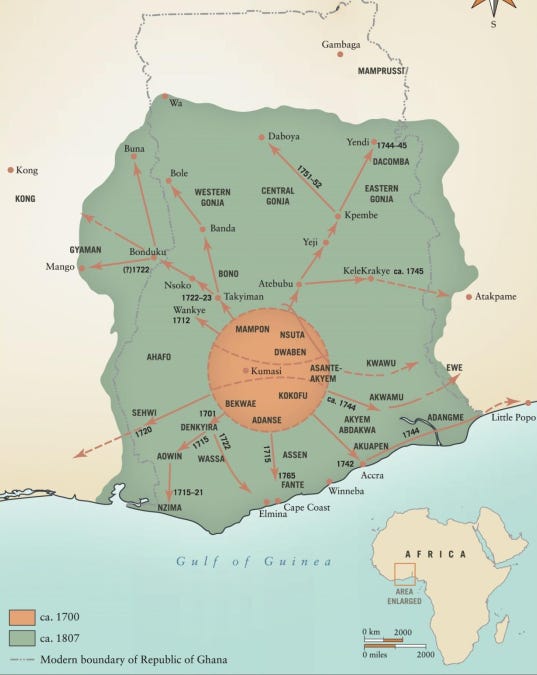 S
Gambaga
MAMPRUSSI
Wa
Daboya
Yendi
1744–45
Buna
DACOMBA
Kong
Bole
1751–52
KONG
WESTERN
GONJA
CENTRAL
GONJA
EASTERN
GONJA
Kpembe
Banda
GYAMAN
Bonduku
Yeji
Mango
(?)1722
BONO
KeleKrakye
ca. 1745
Nsoko
Atebubu
1722–23
Takyiman
Atakpame
Wankye
1712
MAMPON
NSUTA
DWABEN
AHAFO
Kumasi
ASANTE-
AKYEM
KWAWU
EWE
KOKOFU
AKWAMU
BEKWAE
ca. 1744
SEHWI
1701
ADANSE
AKYEM
ABDAKWA
ADANGME
Little Popo
1720
DENKYIRA
1744
1715
1722
AKUAPEN
AOWIN
WASSA
1715
ASSEN
1742
Accra
1765
1715–21
FANTE
Winneba
NZIMA
Cape Coast
Elmina
Gulf of Guinea
AFRICA
AREA
ENLARGED
ca. 1700
ca. 1807
0 km 2000
0 miles 2000
Modern boundary of Republic of Ghana